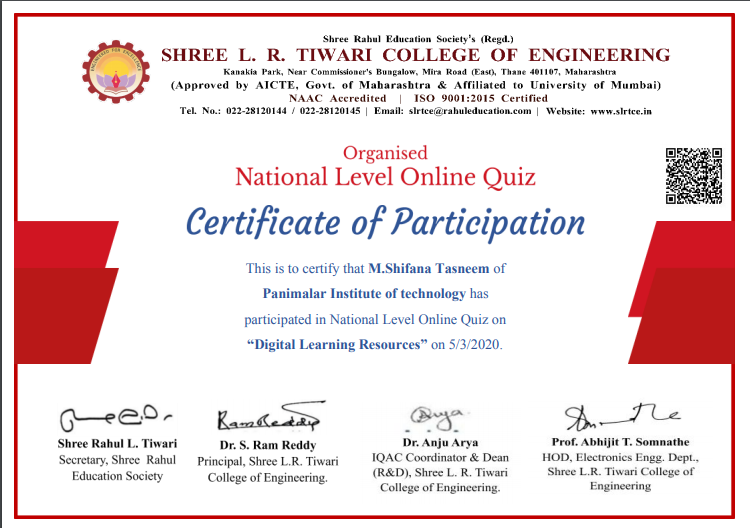 Shree Rahul Education Society's (Regd.)
SHREE L. R. TIWARI COLLEGE OF ENGINEERING
Kanakia Park, Near Commissioner's Bungalow, Mira Road (East), Thane 401107, Maharashtra
(Approved by AICTE, Govt. of Maharashtra & Affiliated to University of Mumbai)
NAAC Accredited | ISO 9001:2015 Certified
Tel. No.: 022-28120144 / 022-28120145 | Email: slrtce@rahuleducation.com | Website: www.slrtce.in
Organised
National Level Online Quiz
Certificate of Participation
This is to certify that M.Shifana Tasneem of
Panimalar Institute of technology has
participated in National Level Online Quiz on
“Digital Learning Resources” on 5/3/2020.
RamReddy
Arya
Shree Rahul L. Tiwari
Secretary, Shree Rahul
Education Society
Dr. S. Ram Reddy
Principal, Shree L.R. Tiwari
College of Engineering.
Dr. Anju Arya
IQAC Coordinator & Dean
(R&D), Shree L. R. Tiwari
College of Engineering.
Prof. Abhijit T. Somnathe
HOD, Electronics Engg. Dept.,
Shree L.R. Tiwari College of
Engineering